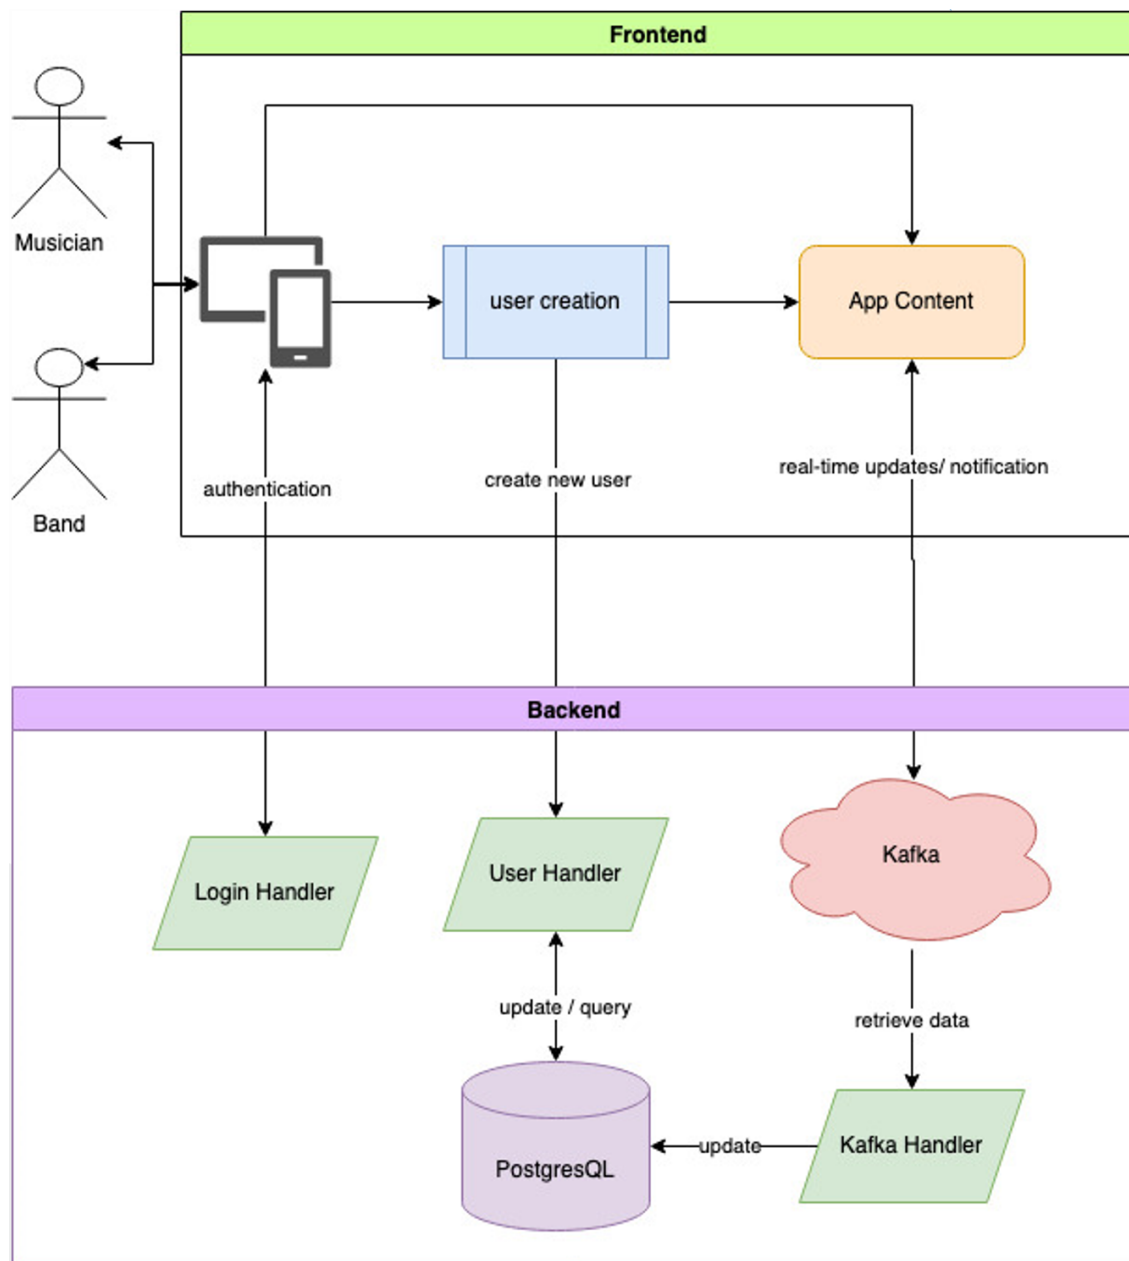 Frontend
Musician
user creation
App Content
real-time updates/ notification
create new user
authentication
Band
Backend
Kafka
User Handler
Login Handler
update / query
retrieve data
Kafka Handler
update
PostgresQL